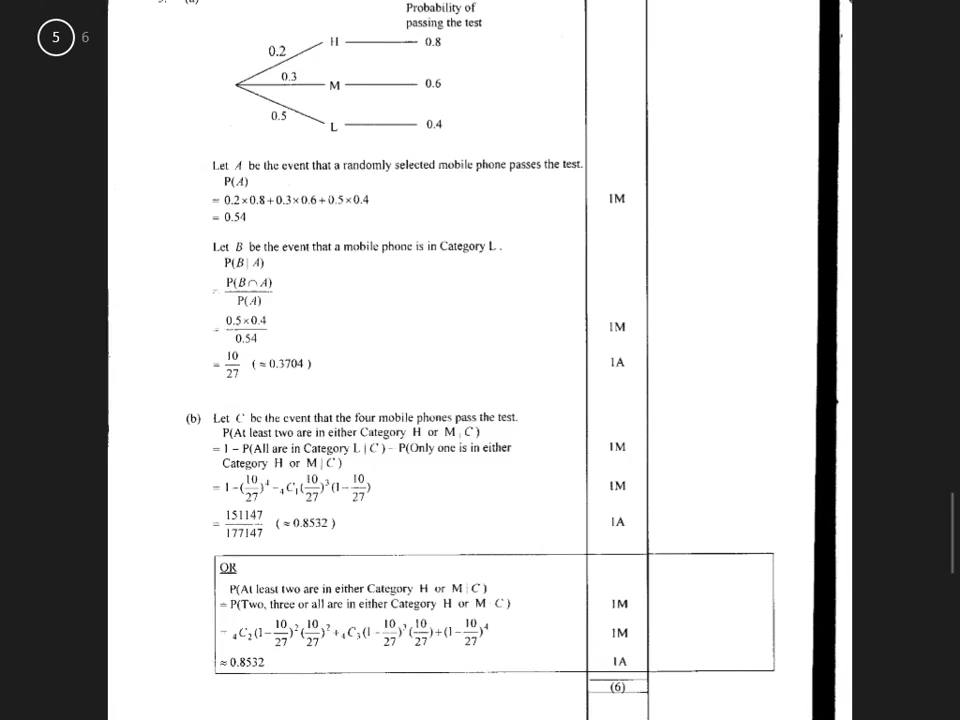 5 6
Probability of
passing the test
0.2 H 0.8
0.3 M 0.6
0.5 L 0.4
Let A be the event that a randomly selected mobile phone passes the test.
P(A)
= 0.2×0.8+0.3×0.6+0.5×0.4 1M
= 0.54
Let B be the event that a mobile phone is in Category L .
P(B | A)
= P(B∩A) / P(A)
= 0.5×0.4 / 0.54 1M
= 10/27 ( ≈ 0.3704 ) 1A
(b) Let C be the event that the four mobile phones pass the test.
P(At least two are in either Category H or M | C)
= 1 − P(All are in Category L | C) − P(Only one is in either 1M
Category H or M | C)
= 1−(10/27)⁴−₄C₁(10/27)³(1−10/27) 1M
= 151147/177147 ( ≈ 0.8532 ) 1A
OR
P(At least two are in either Category H or M | C)
= P(Two, three or all are in either Category H or M C) 1M
= ₄C₂(1−10/27)²(10/27)²+₄C₃(1−10/27)³(10/27)+(1−10/27)⁴ 1M
≈ 0.8532 1A
(6)